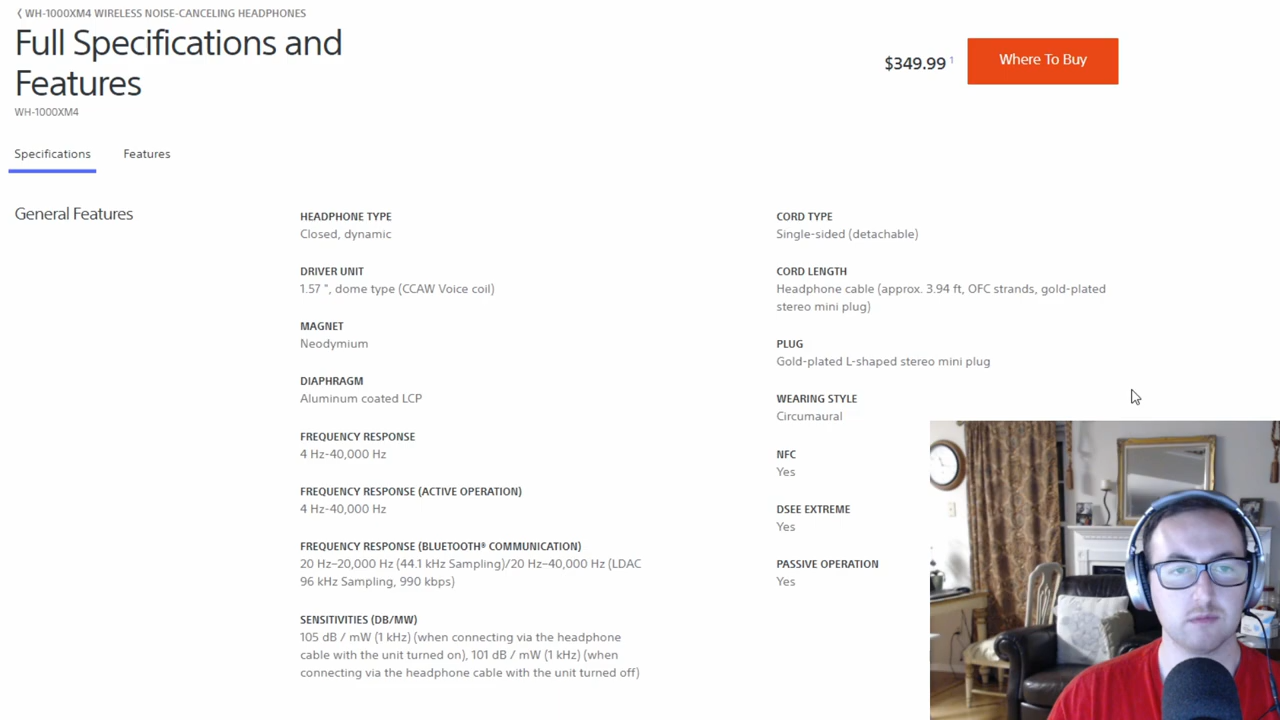 ❬ WH-1000XM4 WIRELESS NOISE-CANCELING HEADPHONES
Full Specifications and
Features
WH-1000XM4
$349.99 1
Where To Buy
Specifications
Features
General Features
HEADPHONE TYPE
Closed, dynamic
DRIVER UNIT
1.57 ", dome type (CCAW Voice coil)
MAGNET
Neodymium
DIAPHRAGM
Aluminum coated LCP
FREQUENCY RESPONSE
4 Hz-40,000 Hz
FREQUENCY RESPONSE (ACTIVE OPERATION)
4 Hz-40,000 Hz
FREQUENCY RESPONSE (BLUETOOTH® COMMUNICATION)
20 Hz–20,000 Hz (44.1 kHz Sampling)/20 Hz–40,000 Hz (LDAC
96 kHz Sampling, 990 kbps)
SENSITIVITIES (DB/MW)
105 dB / mW (1 kHz) (when connecting via the headphone
cable with the unit turned on), 101 dB / mW (1 kHz) (when
connecting via the headphone cable with the unit turned off)
CORD TYPE
Single-sided (detachable)
CORD LENGTH
Headphone cable (approx. 3.94 ft, OFC strands, gold-plated
stereo mini plug)
PLUG
Gold-plated L-shaped stereo mini plug
WEARING STYLE
Circumaural
NFC
Yes
DSEE EXTREME
Yes
PASSIVE OPERATION
Yes